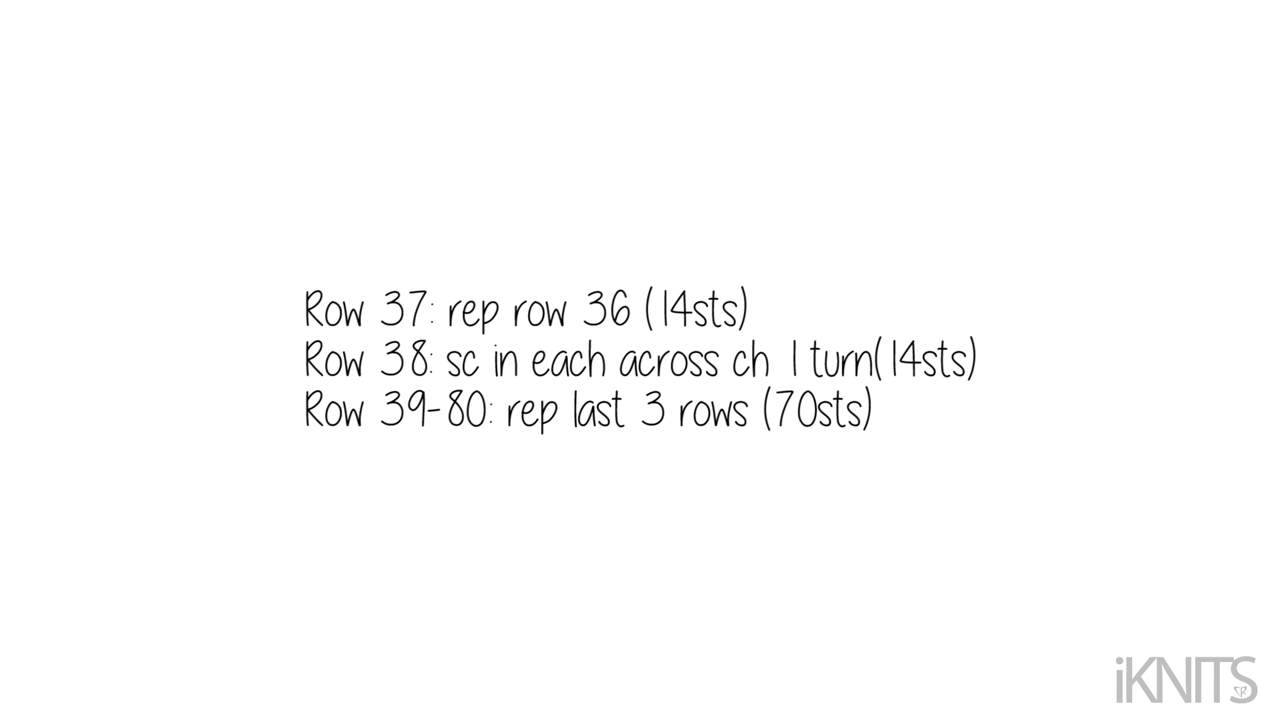 Row 37: rep row 36 (14sts)
Row 38: sc in each across ch 1 turn(14sts)
Row 39-80: rep last 3 rows (70sts)
iKNITS